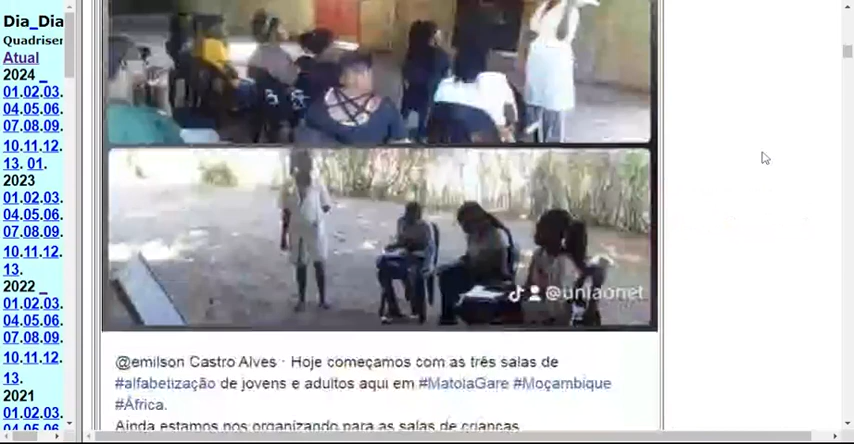 Dia_Dia
Quadriser
Atual
2024 _
01.02.03.
04.05.06.
07.08.09.
10.11.12.
13. 01.
2023
01.02.03.
04.05.06.
07.08.09.
10.11.12.
13.
2022 _
01.02.03.
04.05.06.
07.08.09.
10.11.12.
13.
2021
01.02.03.
04.05.06.
@uniaonet
@emilson Castro Alves · Hoje começamos com as três salas de
#alfabetização de jovens e adultos aqui em #MatolaGare #Moçambique
#África.
Ainda estamos nos organizando para as salas de crianças